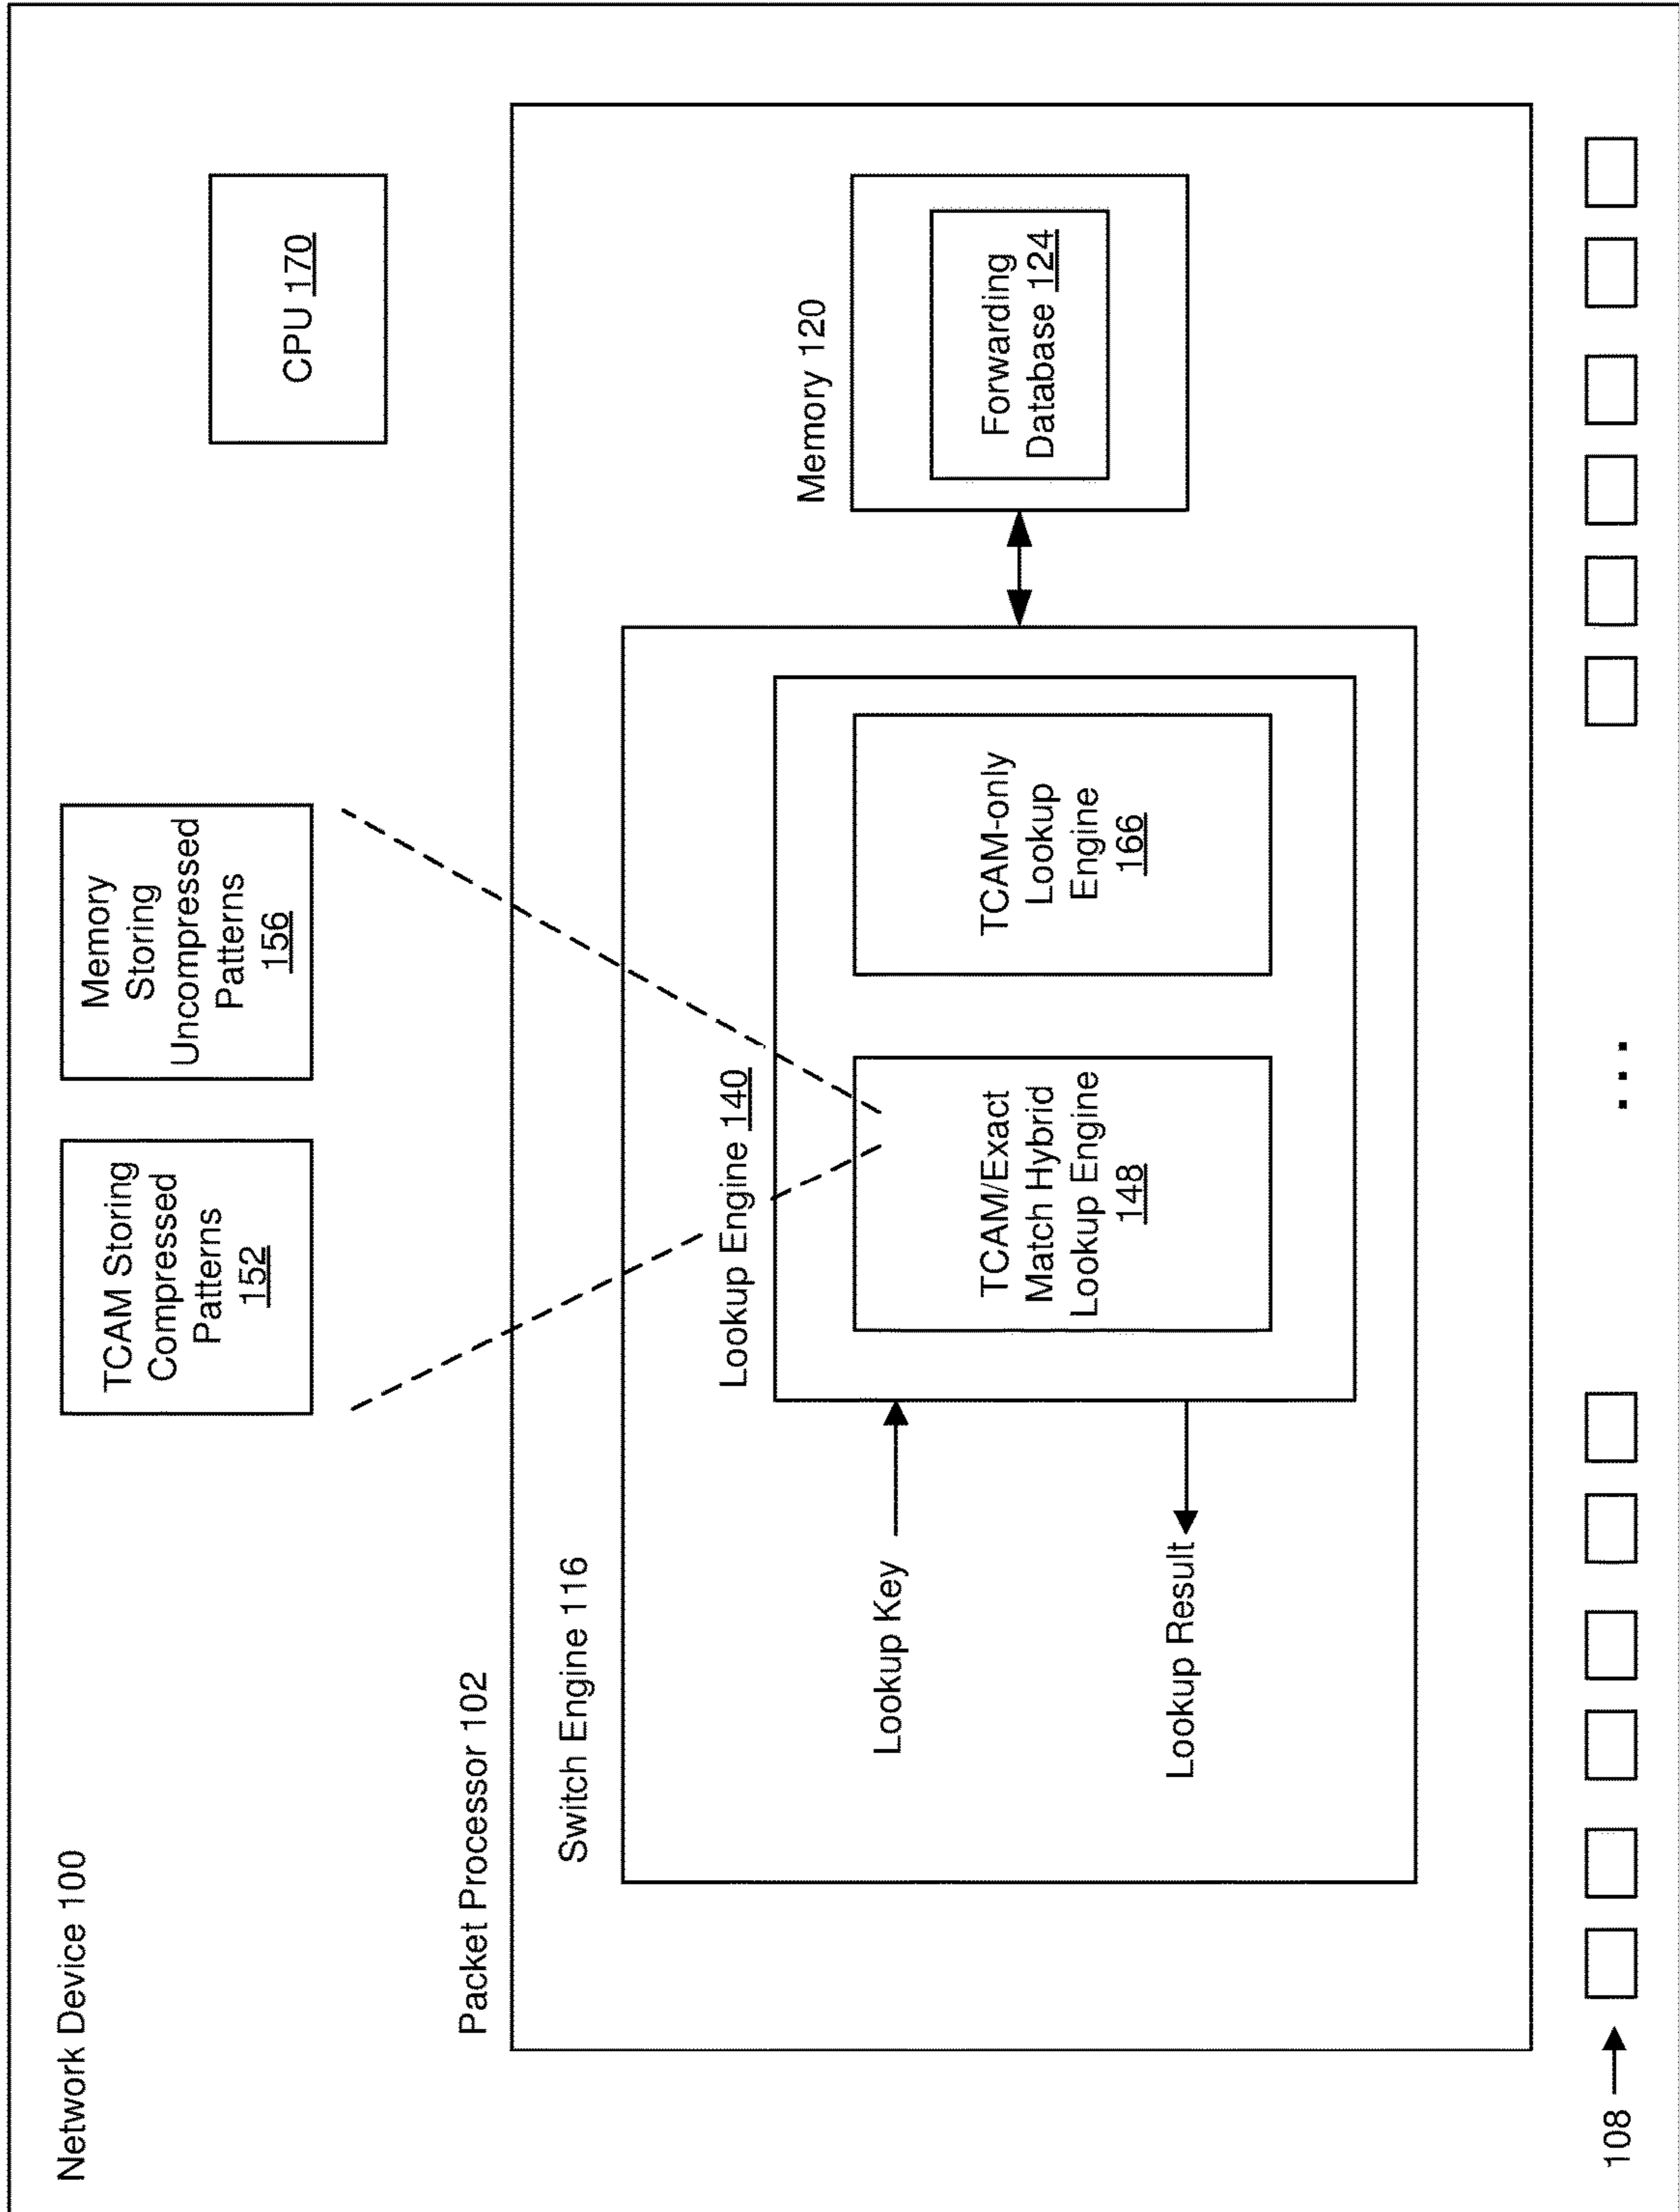 Network Device 100
TCAM Storing
Compressed
Patterns
152
Memory
Storing
Uncompressed
Patterns
156
CPU 170
Packet Processor 102
Switch Engine 116
Lookup Engine 140
Lookup Key
Lookup Result
TCAM/Exact
Match Hybrid
Lookup Engine
148
TCAM-only
Lookup
Engine
166
Memory 120
Forwarding
Database 124
108
...